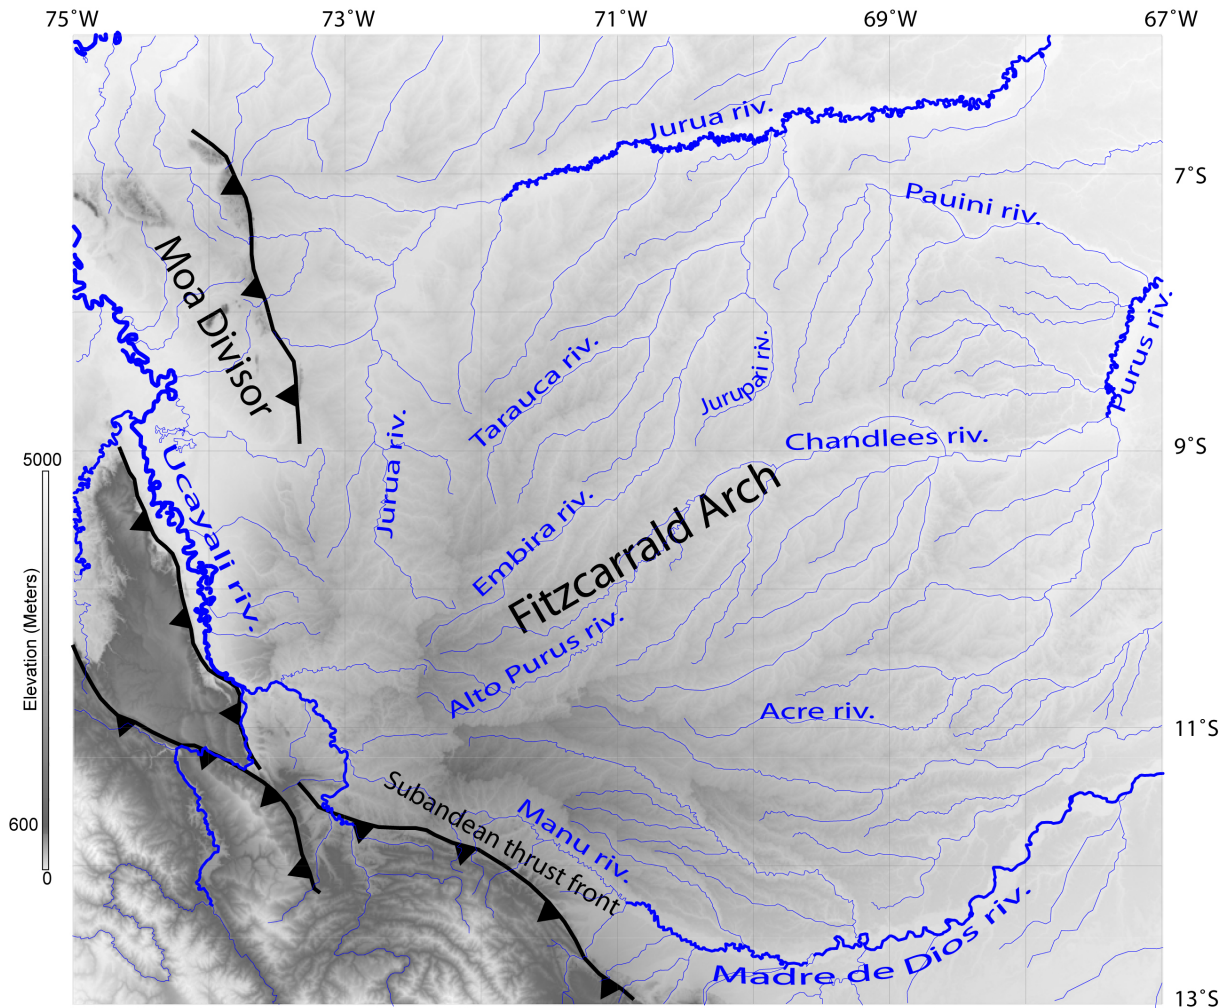 75°W 73°W 71°W 69°W 67°W
Jurua riv.
7°S
Pauini riv.
Moa Divisor
Purus riv.
Tarauca riv.
Jurupari riv.
Jurua riv.
Chandlees riv.
9°S
5000
Ucayali riv.
Embira riv.
Fitzcarrald Arch
Elevation (Meters)
Alto Purus riv.
Acre riv.
11°S
600
0
Subandean thrust front
Manu riv.
Madre de Dios riv.
13°S